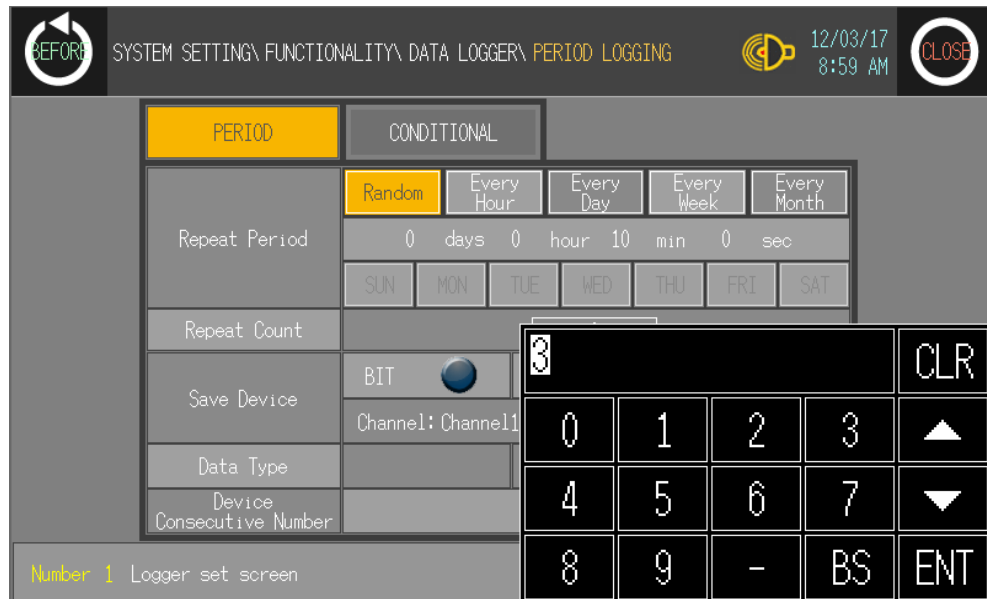 BEFORE
SYSTEM SETTING\ FUNCTIONALITY\ DATA LOGGER\ PERIOD LOGGING
12/03/17
8:59 AM
CLOSE
PERIOD
CONDITIONAL
Repeat Period
Random
Every
Hour
Every
Day
Every
Week
Every
Month
0 days 0 hour 10 min 0 sec
SUN MON TUE WED THU FRI SAT
Repeat Count
Save Device
BIT
Channel: Channel1
Data Type
Device
Consecutive Number
3
CLR
0 1 2 3
4 5 6 7
8 9 - BS ENT
Number 1 Logger set screen